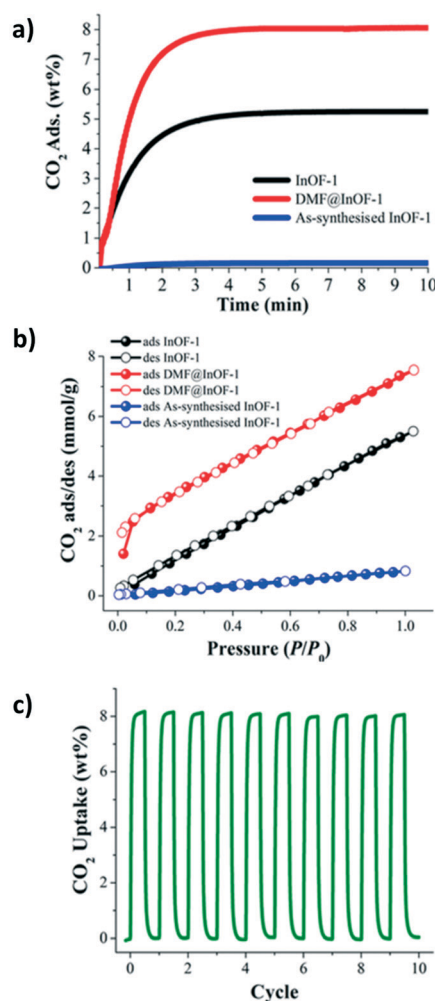 a)
CO₂ Ads. (wt%)
9
8
7
6
5
4
3
2
1
0
InOF-1
DMF@InOF-1
As-synthesised InOF-1
1 2 3 4 5 6 7 8 9 10
Time (min)
b)
CO₂ ads/des (mmol/g)
8
6
4
2
0
ads InOF-1
des InOF-1
ads DMF@InOF-1
des DMF@InOF-1
ads As-synthesised InOF-1
des As-synthesised InOF-1
0.0 0.2 0.4 0.6 0.8 1.0
Pressure (P/P₀)
c)
CO₂ Uptake (wt%)
8
6
4
2
0
0 2 4 6 8 10
Cycle